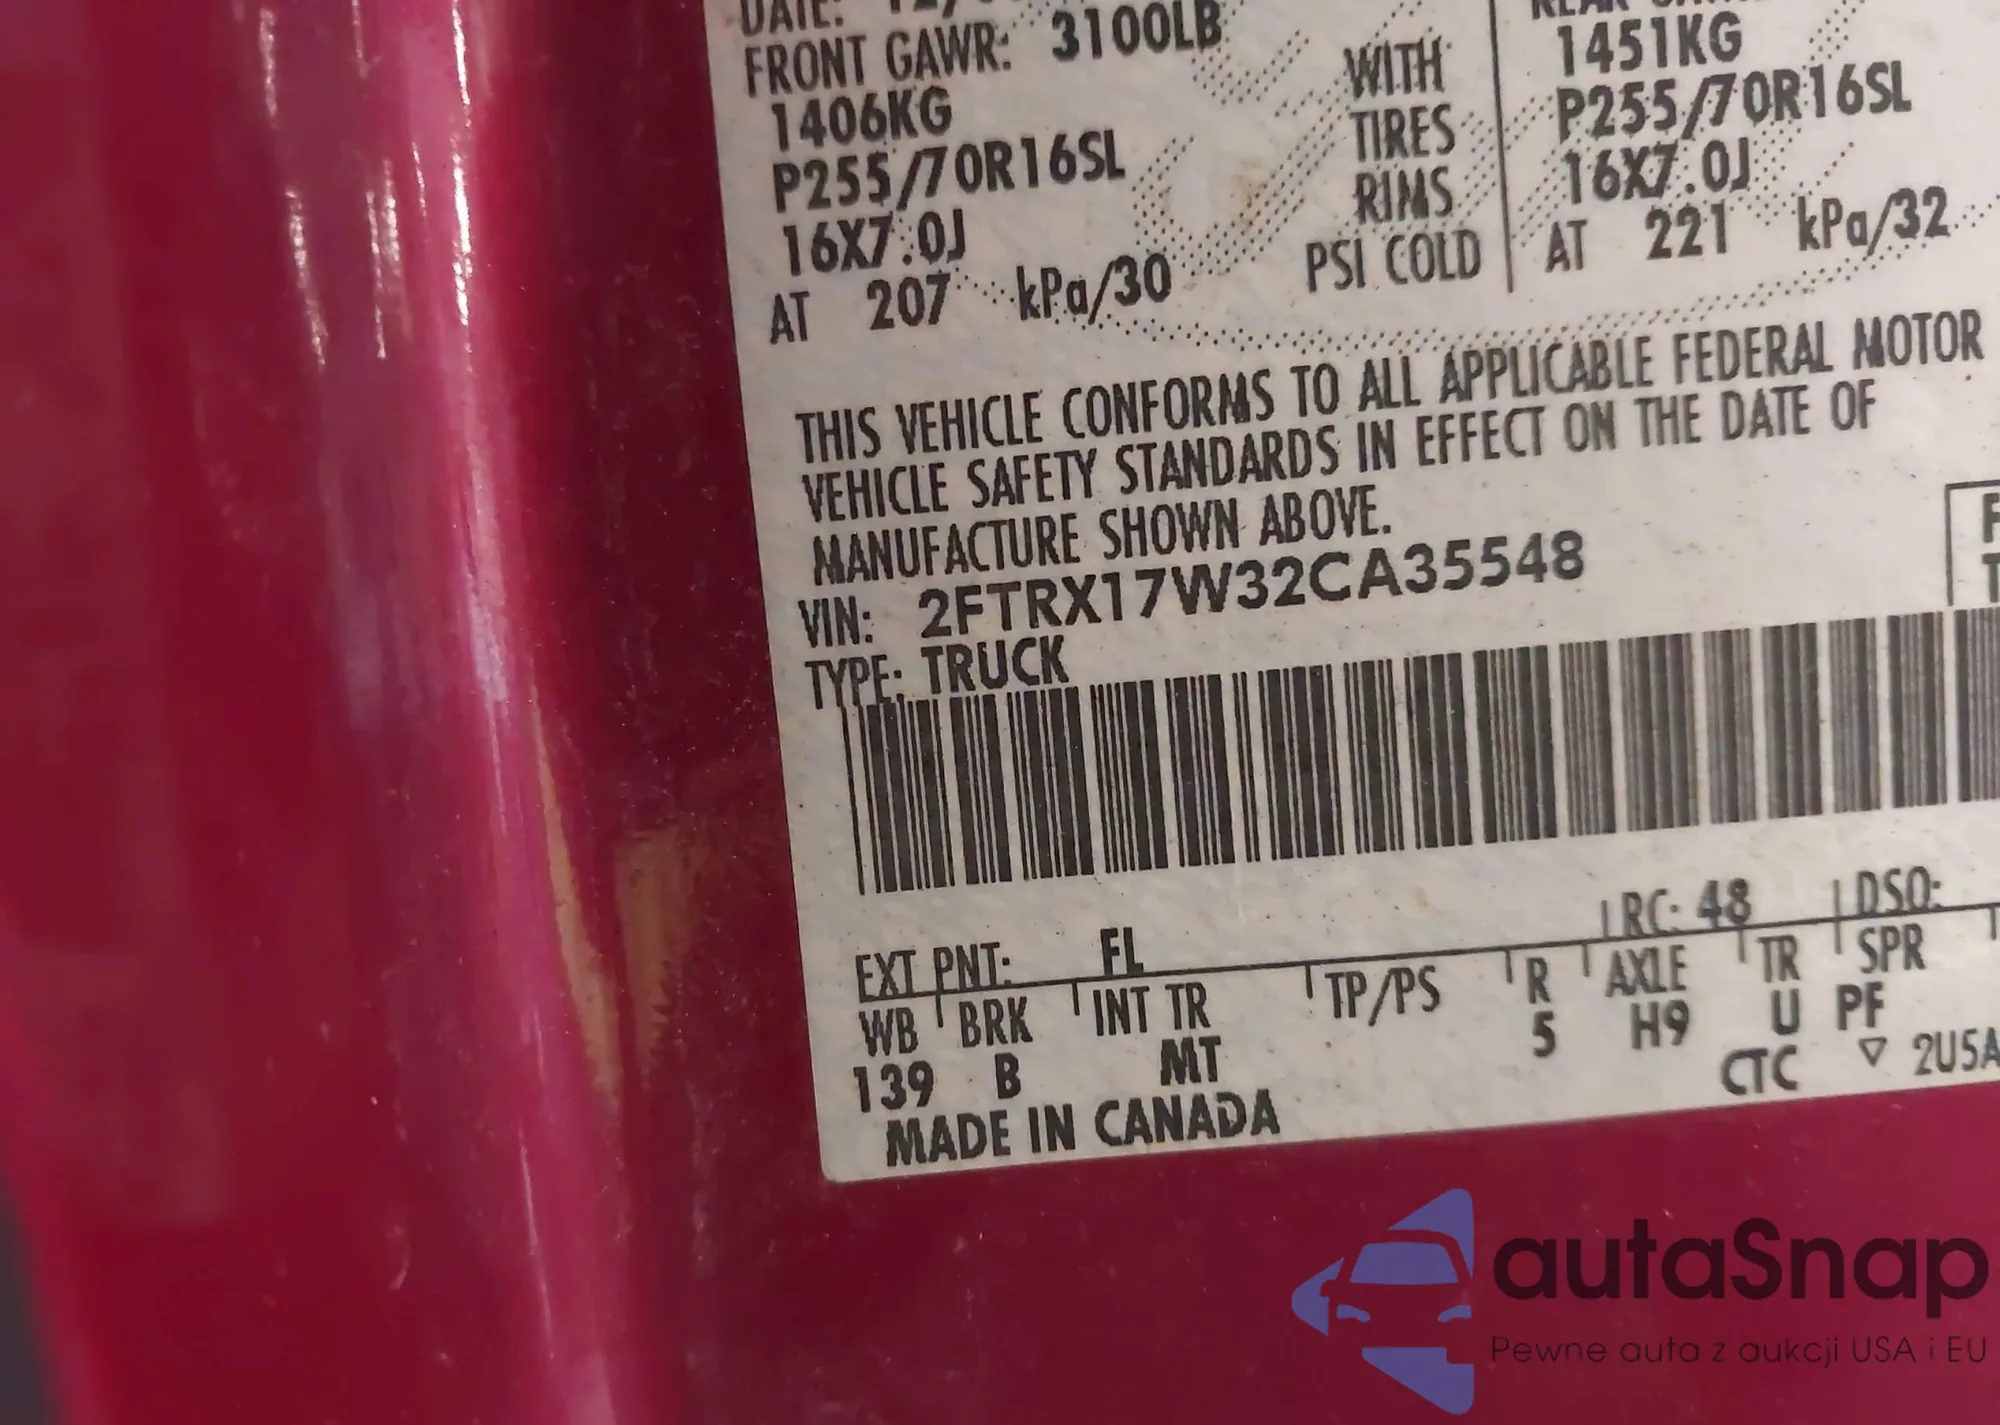 DATE: 12/
FRONT GAWR: 3100LB
1406KG
P255/70R16SL
16X7.0J
AT 207 kPa/30
WITH
TIRES
RIMS
PSI COLD
1451KG
P255/70R16SL
16X7.0J
AT 221 kPa/32
THIS VEHICLE CONFORMS TO ALL APPLICABLE FEDERAL MOTOR
VEHICLE SAFETY STANDARDS IN EFFECT ON THE DATE OF
MANUFACTURE SHOWN ABOVE.
VIN: 2FTRX17W32CA35548
TYPE: TRUCK
F
T
EXT PNT: FL RC: 48 DSO:
WB BRK INT TR TP/PS R AXLE TR SPR
139 B MT 5 H9 U PF
MADE IN CANADA CTC ▽ 2U5A
autaSnap
Pewne auta z aukcji USA i EU